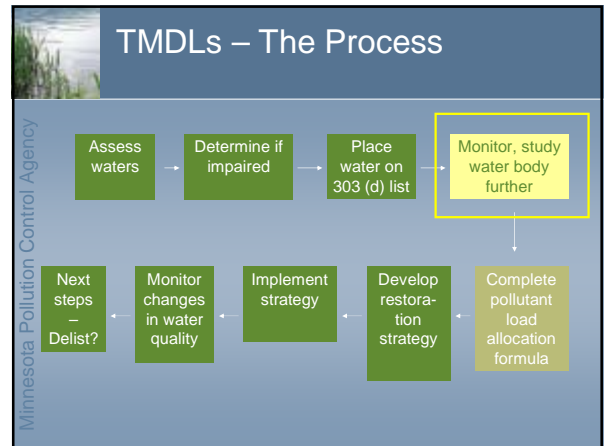 TMDLs – The Process
Minnesota Pollution Control Agency
Assess
waters
Determine if
impaired
Place
water on
303 (d) list
Monitor, study
water body
further
Complete
pollutant
load
allocation
formula
Develop
restora-
tion
strategy
Implement
strategy
Monitor
changes
in water
quality
Next
steps
–
Delist?